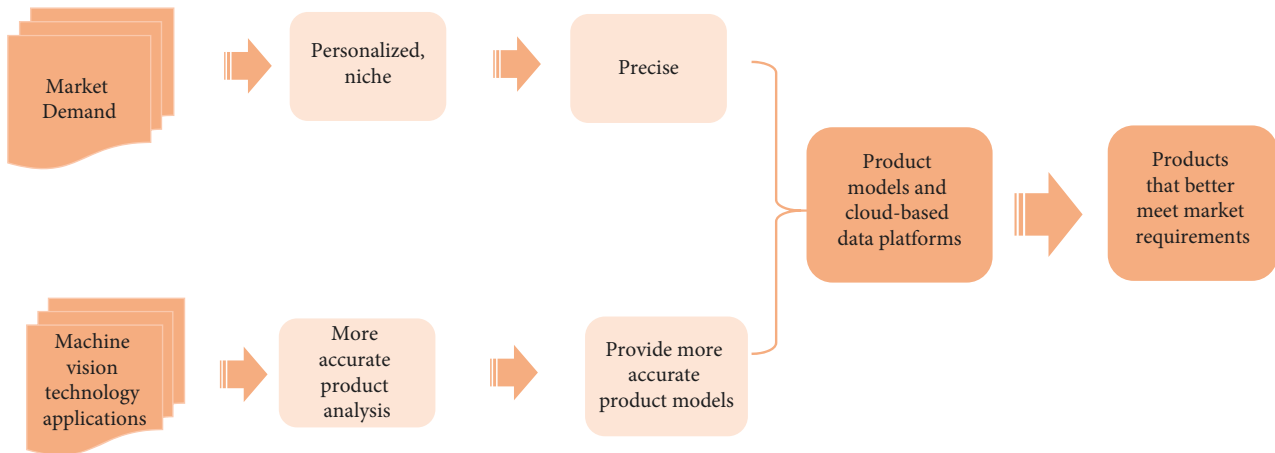 Market
Demand
Personalized,
niche
Precise
Machine
vision
technology
applications
More
accurate
product
analysis
Provide more
accurate
product models
Product
models and
cloud-based
data platforms
Products
that better
meet market
requirements